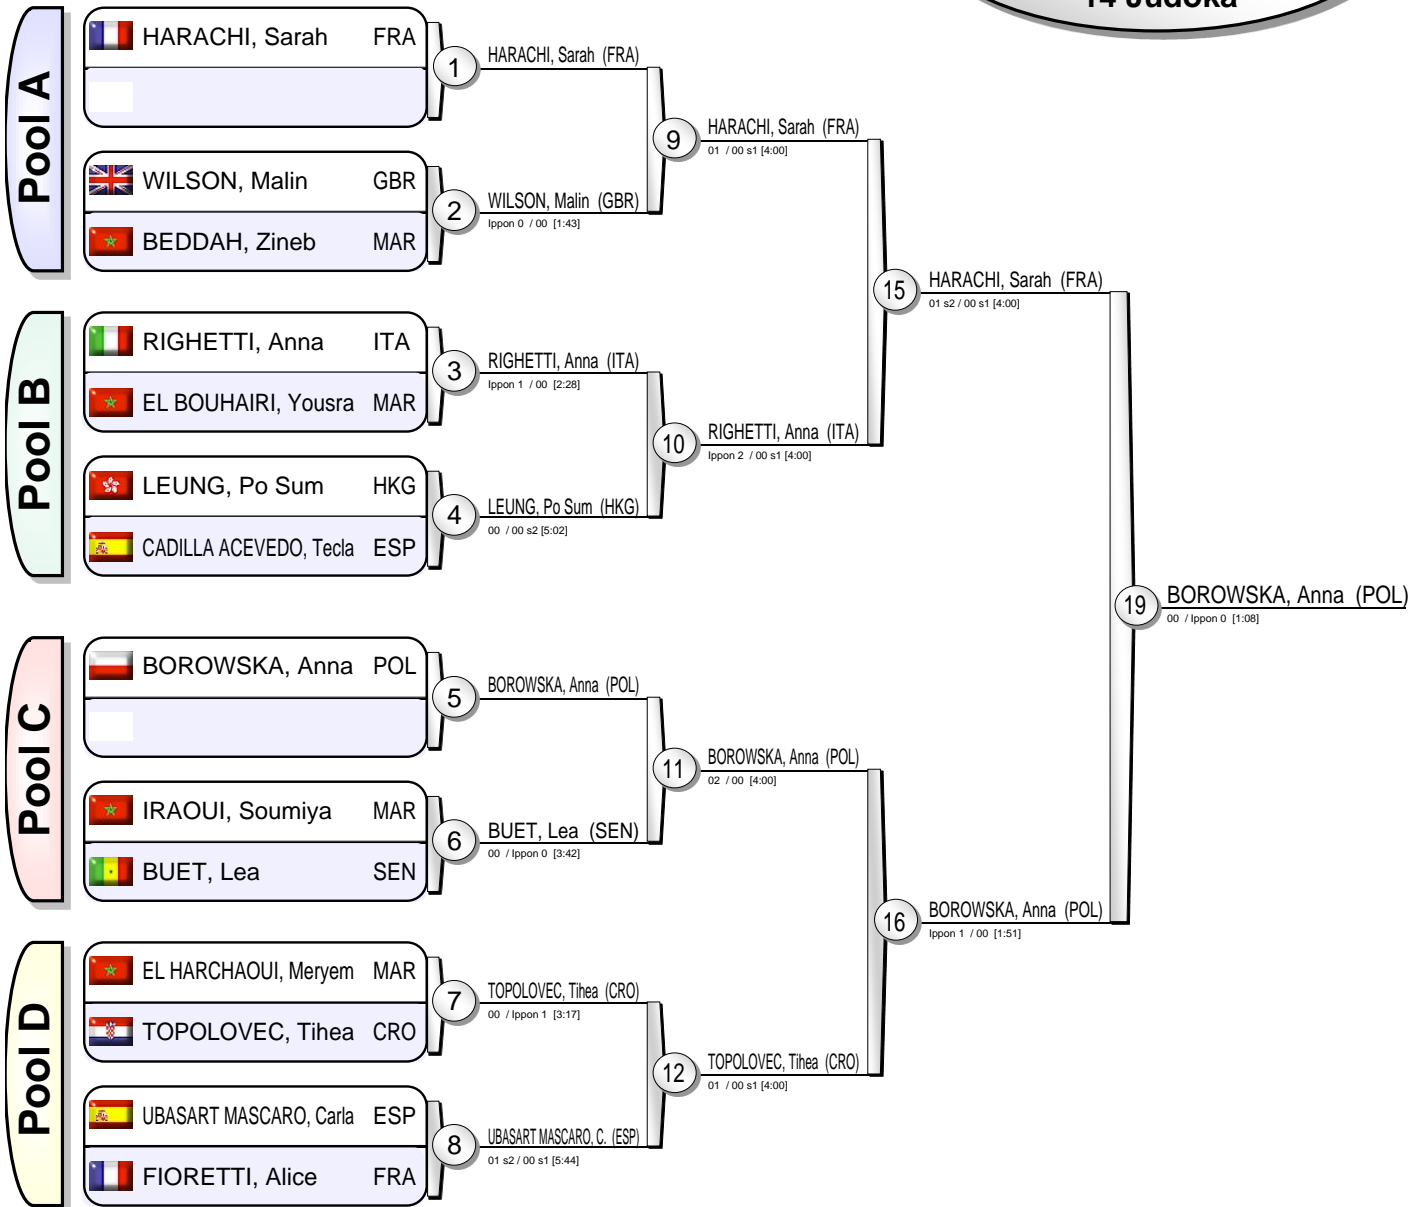 14 Judoka
Pool A
HARACHI, Sarah FRA
1
HARACHI, Sarah (FRA)
WILSON, Malin GBR
BEDDAH, Zineb MAR
2
WILSON, Malin (GBR)
Ippon 0 / 00 [1:43]
9
HARACHI, Sarah (FRA)
01 / 00 s1 [4:00]
Pool B
RIGHETTI, Anna ITA
EL BOUHAIRI, Yousra MAR
3
RIGHETTI, Anna (ITA)
Ippon 1 / 00 [2:28]
LEUNG, Po Sum HKG
CADILLA ACEVEDO, Tecla ESP
4
LEUNG, Po Sum (HKG)
00 / 00 s2 [5:02]
10
RIGHETTI, Anna (ITA)
Ippon 2 / 00 s1 [4:00]
15
HARACHI, Sarah (FRA)
01 s2 / 00 s1 [4:00]
Pool C
BOROWSKA, Anna POL
5
BOROWSKA, Anna (POL)
IRAOUI, Soumiya MAR
BUET, Lea SEN
6
BUET, Lea (SEN)
00 / Ippon 0 [3:42]
11
BOROWSKA, Anna (POL)
02 / 00 [4:00]
Pool D
EL HARCHAOUI, Meryem MAR
TOPOLOVEC, Tihea CRO
7
TOPOLOVEC, Tihea (CRO)
00 / Ippon 1 [3:17]
UBASART MASCARO, Carla ESP
FIORETTI, Alice FRA
8
UBASART MASCARO, C. (ESP)
01 s2 / 00 s1 [5:44]
12
TOPOLOVEC, Tihea (CRO)
01 / 00 s1 [4:00]
16
BOROWSKA, Anna (POL)
Ippon 1 / 00 [1:51]
19
BOROWSKA, Anna (POL)
00 / Ippon 0 [1:08]